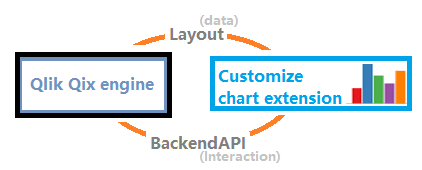 (data)
Layout
Qlik Qix engine
Customize
chart extension
BackendAPI
(Interaction)